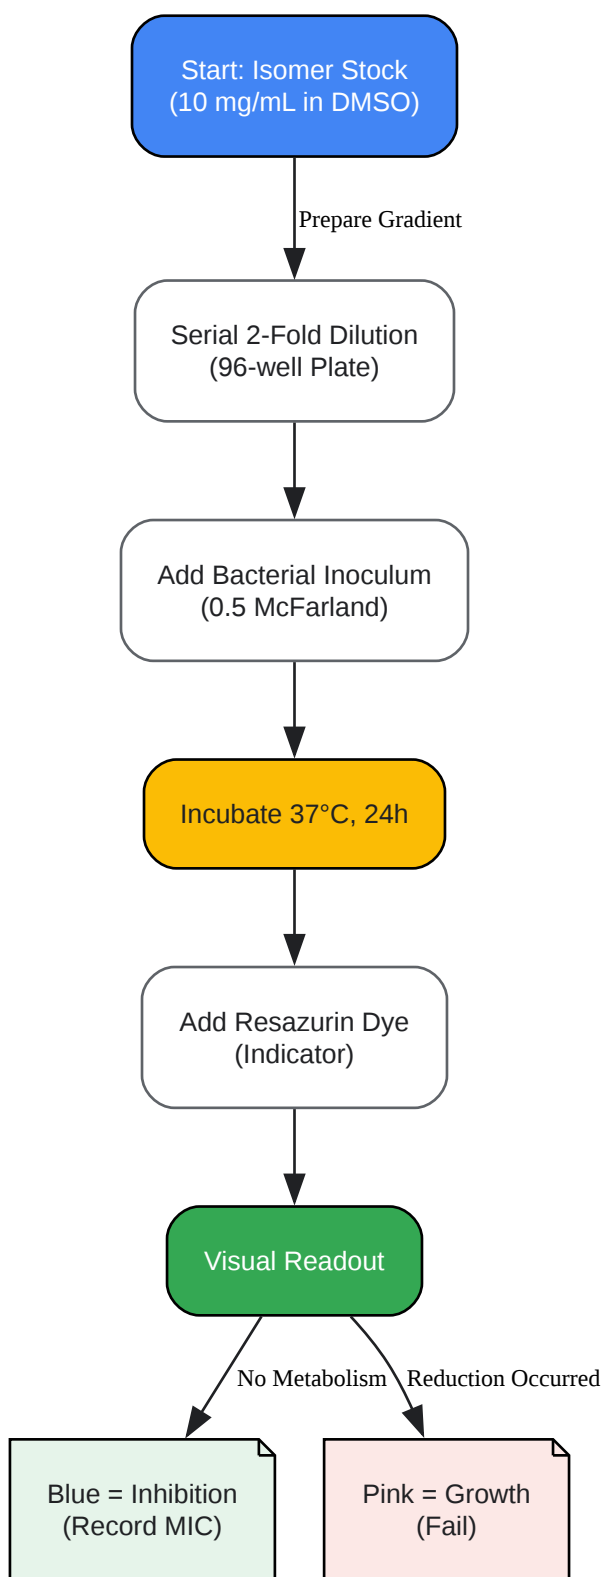 Start: Isomer Stock
(10 mg/mL in DMSO)
Prepare Gradient
Serial 2-Fold Dilution
(96-well Plate)
Add Bacterial Inoculum
(0.5 McFarland)
Incubate 37°C, 24h
Add Resazurin Dye
(Indicator)
Visual Readout
No Metabolism
Reduction Occurred
Blue = Inhibition
(Record MIC)
Pink = Growth
(Fail)